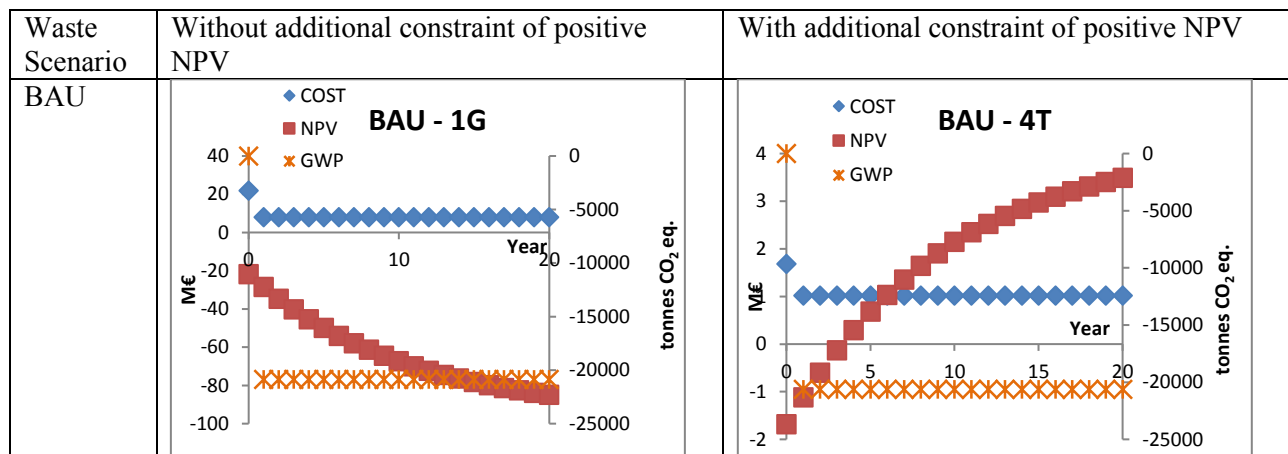 Waste Scenario
Without additional constraint of positive NPV
With additional constraint of positive NPV
BAU
COST
NPV
GWP
BAU - 1G
40
20
0
-20
-40
-60
-80
-100
M€
0
10
20
Year
0
-5000
-10000
-15000
-20000
-25000
tonnes CO₂ eq.
COST
NPV
GWP
BAU - 4T
4
3
2
1
0
-1
-2
M€
0
5
10
15
20
Year
0
-5000
-10000
-15000
-20000
-25000
tonnes CO₂ eq.